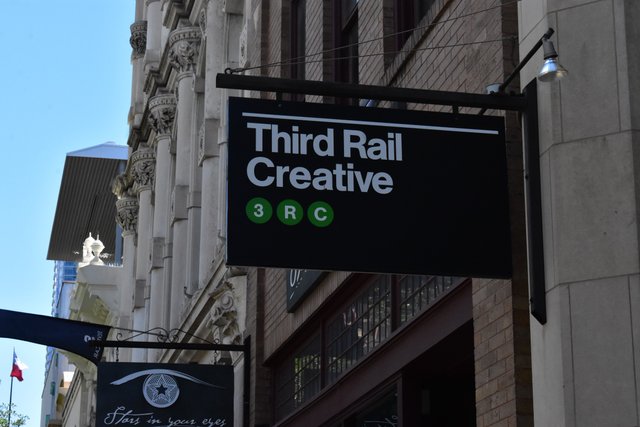 Third Rail
Creative
3 R C
Stars in your eyes